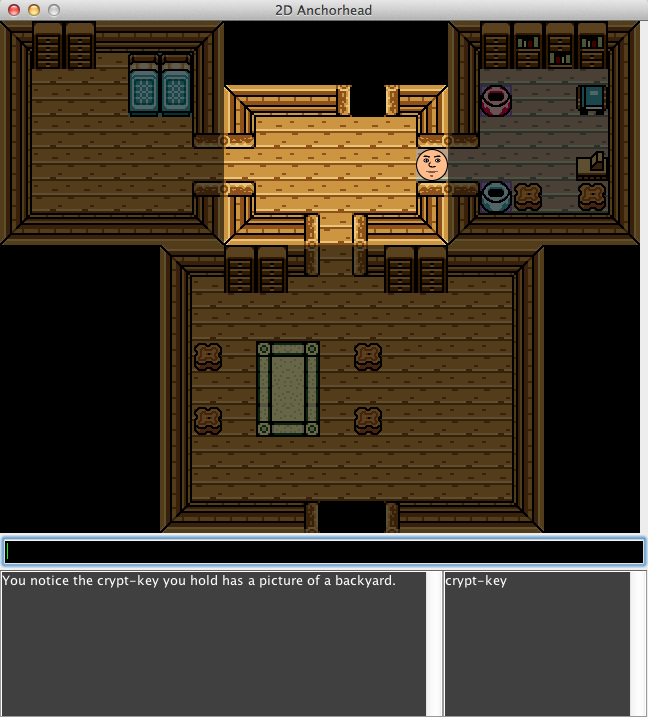 2D Anchorhead
You notice the crypt-key you hold has a picture of a backyard.
crypt-key